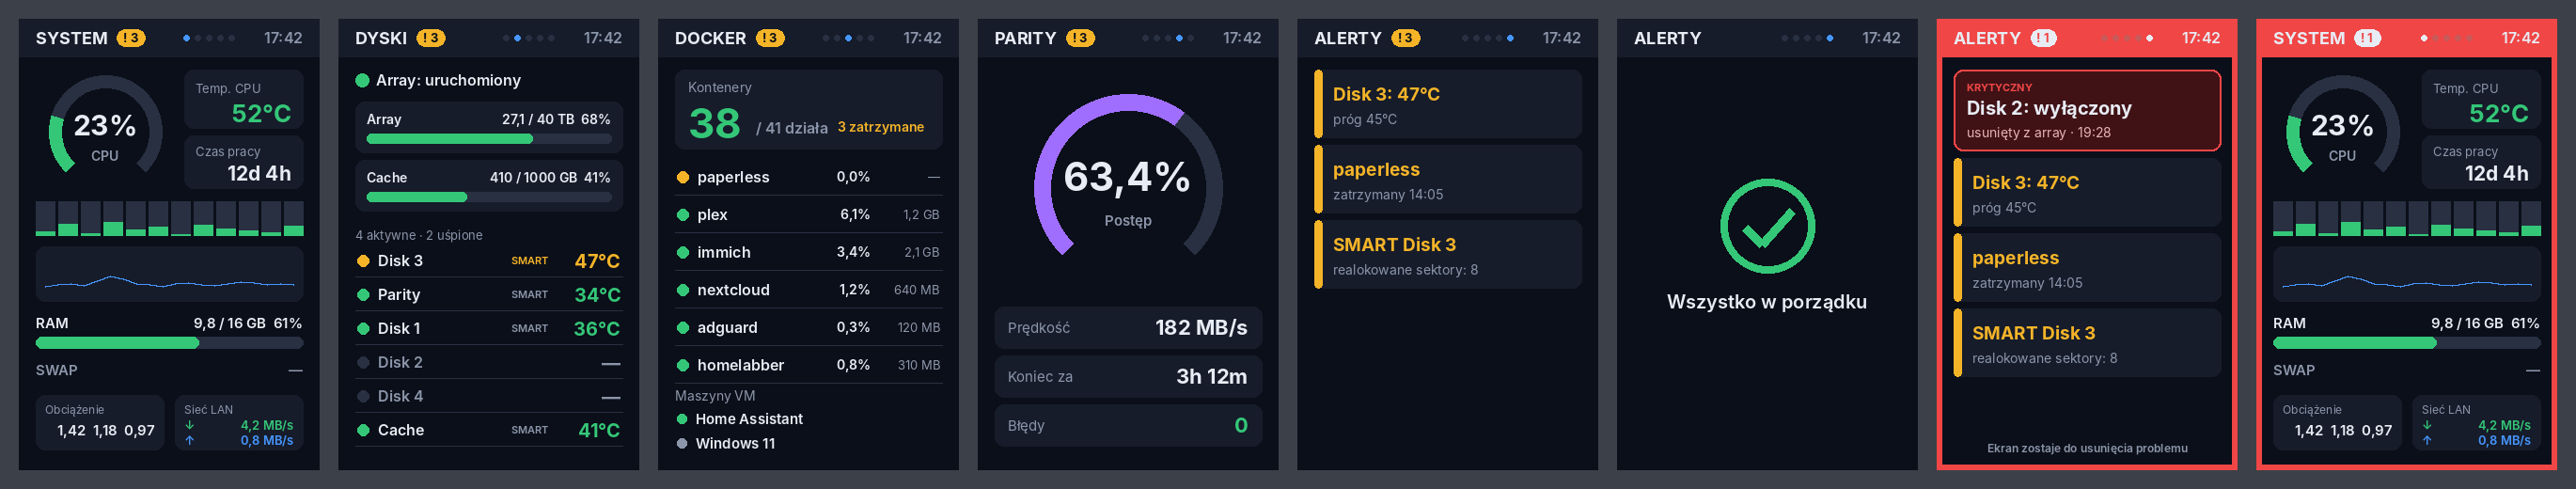 SYSTEM ! 3 17:42
23%
CPU
Temp. CPU
52°C
Czas pracy
12d 4h
RAM 9,8 / 16 GB 61%
SWAP —
Obciążenie
1,42 1,18 0,97
Sieć LAN
↓ 4,2 MB/s
↑ 0,8 MB/s
DYSKI ! 3 17:42
Array: uruchomiony
Array 27,1 / 40 TB 68%
Cache 410 / 1000 GB 41%
4 aktywne · 2 uśpione
Disk 3 SMART 47°C
Parity SMART 34°C
Disk 1 SMART 36°C
Disk 2 —
Disk 4 —
Cache SMART 41°C
DOCKER ! 3 17:42
Kontenery
38 / 41 działa 3 zatrzymane
paperless 0,0% —
plex 6,1% 1,2 GB
immich 3,4% 2,1 GB
nextcloud 1,2% 640 MB
adguard 0,3% 120 MB
homelabber 0,8% 310 MB
Maszyny VM
Home Assistant
Windows 11
PARITY ! 3 17:42
63,4%
Postęp
Prędkość 182 MB/s
Koniec za 3h 12m
Błędy 0
ALERTY ! 3 17:42
Disk 3: 47°C
próg 45°C
paperless
zatrzymany 14:05
SMART Disk 3
realokowane sektory: 8
ALERTY 17:42
Wszystko w porządku
ALERTY ! 1 17:42
KRYTYCZNY
Disk 2: wyłączony
usunięty z array · 19:28
Disk 3: 47°C
próg 45°C
paperless
zatrzymany 14:05
SMART Disk 3
realokowane sektory: 8
Ekran zostaje do usunięcia problemu
SYSTEM ! 1 17:42
23%
CPU
Temp. CPU
52°C
Czas pracy
12d 4h
RAM 9,8 / 16 GB 61%
SWAP —
Obciążenie
1,42 1,18 0,97
Sieć LAN
↓ 4,2 MB/s
↑ 0,8 MB/s